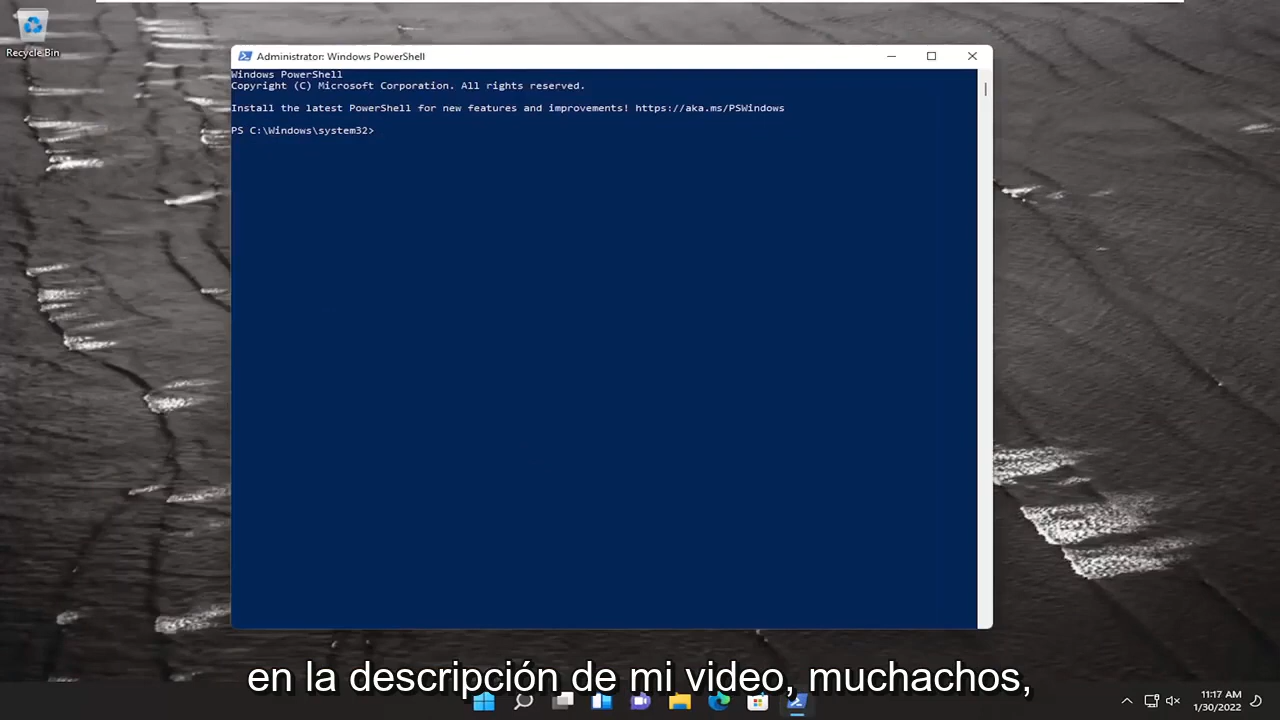 Recycle Bin
Administrator: Windows PowerShell
Windows PowerShell
Copyright (C) Microsoft Corporation. All rights reserved.
Install the latest PowerShell for new features and improvements! https://aka.ms/PSWindows
PS C:\Windows\system32>
en la descripción de mi video, muchachos,
11:17 AM
1/30/2022